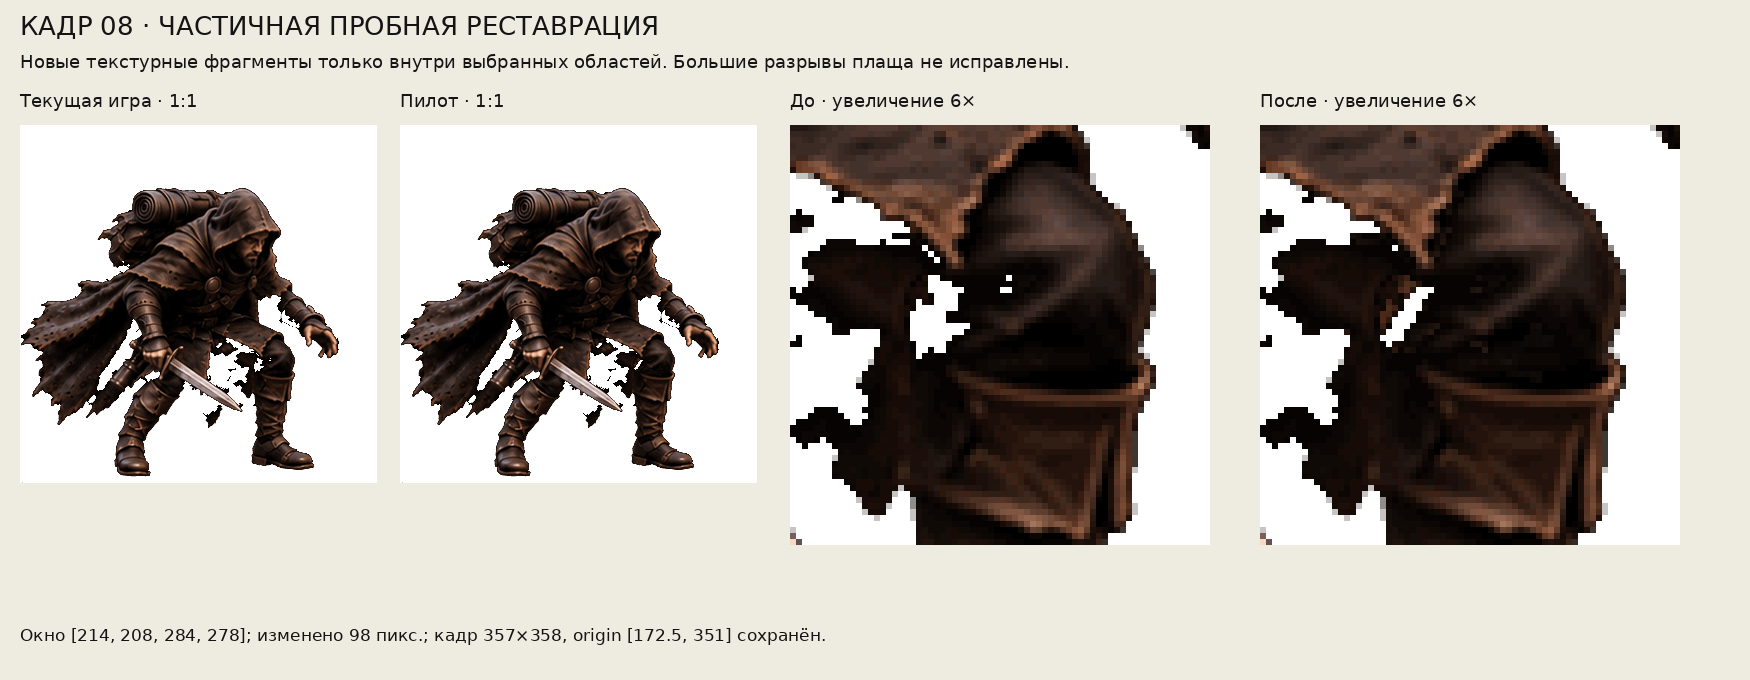 КАДР 08 · ЧАСТИЧНАЯ ПРОБНАЯ РЕСТАВРАЦИЯ
Новые текстурные фрагменты только внутри выбранных областей. Большие разрывы плаща не исправлены.
Текущая игра · 1:1
Пилот · 1:1
До · увеличение 6×
После · увеличение 6×
Окно [214, 208, 284, 278]; изменено 98 пикс.; кадр 357×358, origin [172.5, 351] сохранён.